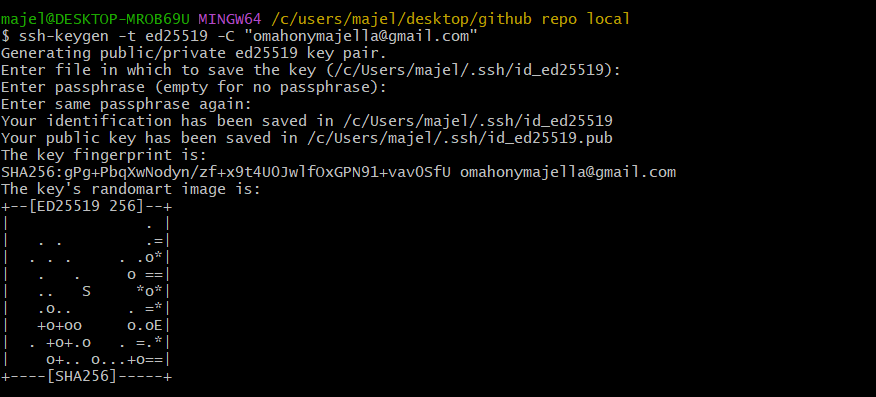 majel@DESKTOP-MROB69U MINGW64 /c/users/majel/desktop/github repo local
$ ssh-keygen -t ed25519 -C "omahonymajella@gmail.com"
Generating public/private ed25519 key pair.
Enter file in which to save the key (/c/Users/majel/.ssh/id_ed25519):
Enter passphrase (empty for no passphrase):
Enter same passphrase again:
Your identification has been saved in /c/Users/majel/.ssh/id_ed25519
Your public key has been saved in /c/Users/majel/.ssh/id_ed25519.pub
The key fingerprint is:
SHA256:gPg+PbqXwNodyn/zf+x9t4U0JwlfOxGPN91+vavOSfU omahonymajella@gmail.com
The key's randomart image is:
+--[ED25519 256]--+
|               . |
|   . .         .=|
|  . . .     . .o*|
|   .   .     o ==|
|   ..   S     *o*|
|   .o..      . =*|
|   +o+oo     o.oE|
|  . +o+.o   . =.*|
|    o+.. o...+o==|
+----[SHA256]-----+